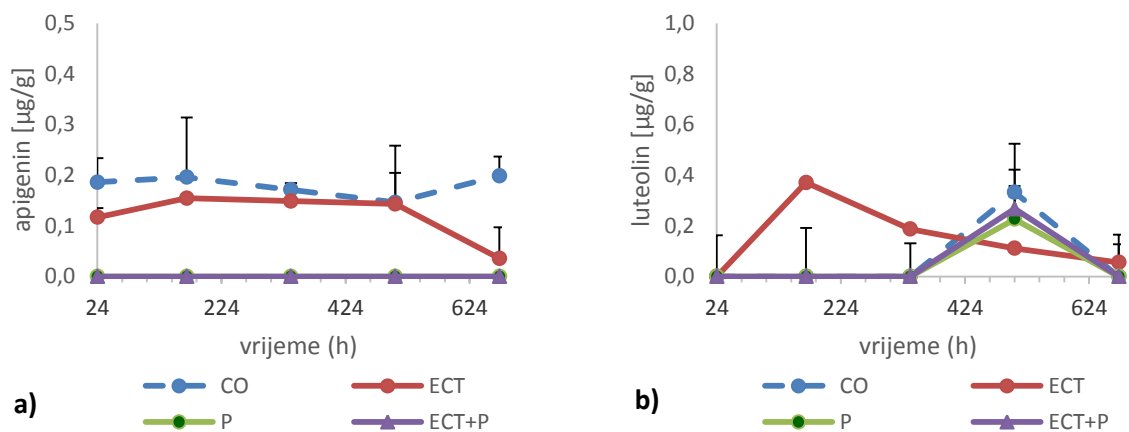 apigenin [µg/g]
0,5
0,4
0,3
0,2
0,1
0,0
24 224 424 624
vrijeme (h)
CO ECT
P ECT+P
a)
luteolin [µg/g]
1,0
0,8
0,6
0,4
0,2
0,0
24 224 424 624
vrijeme (h)
CO ECT
P ECT+P
b)